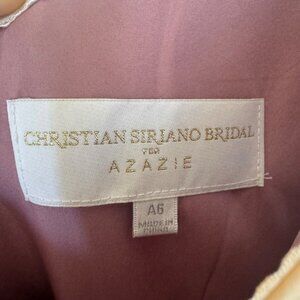 CHRISTIAN SIRIANO BRIDAL
FOR
AZAZIE
A6
MADE IN
CHINA